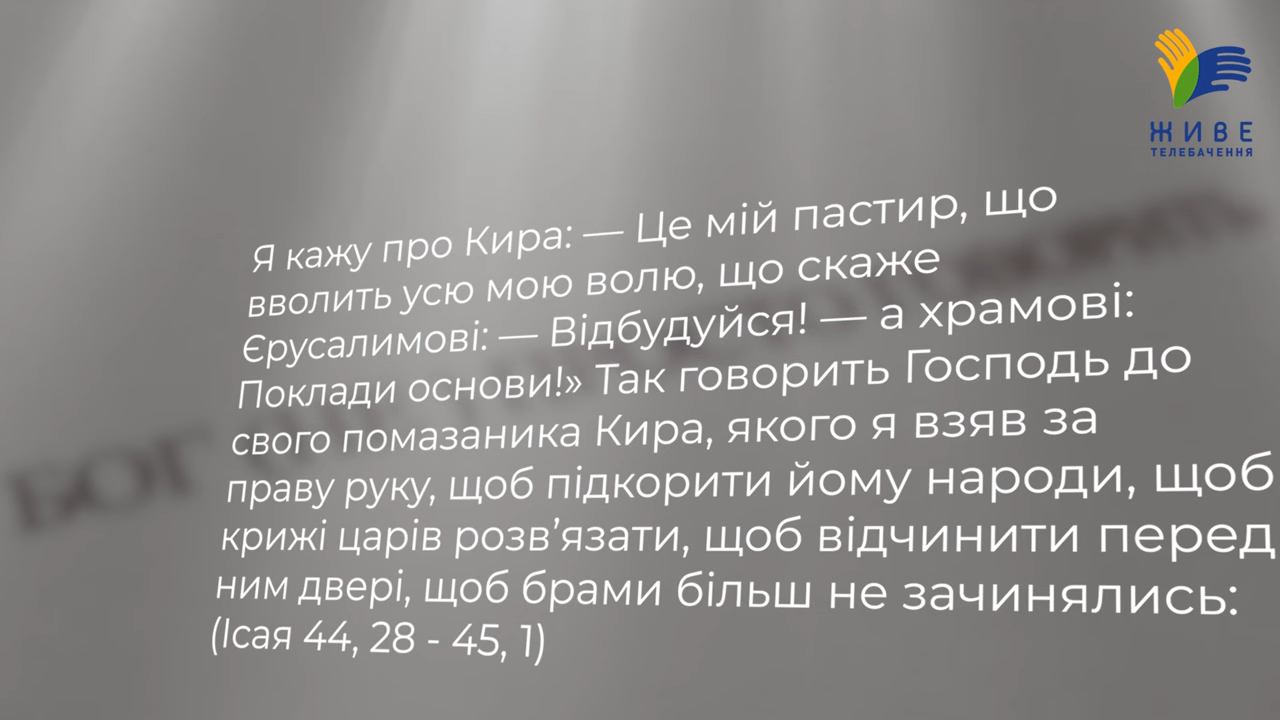 ЖИВЕ
ТЕЛЕБАЧЕННЯ
Я кажу про Кира: — Це мій пастир, що
вволить усю мою волю, що скаже
Єрусалимові: — Відбудуйся! — а храмові:
Поклади основи!» Так говорить Господь до
свого помазаника Кира, якого я взяв за
праву руку, щоб підкорити йому народи, щоб
крижі царів розв’язати, щоб відчинити перед
ним двері, щоб брами більш не зачинялись:
(Ісая 44, 28 - 45, 1)
БОГ